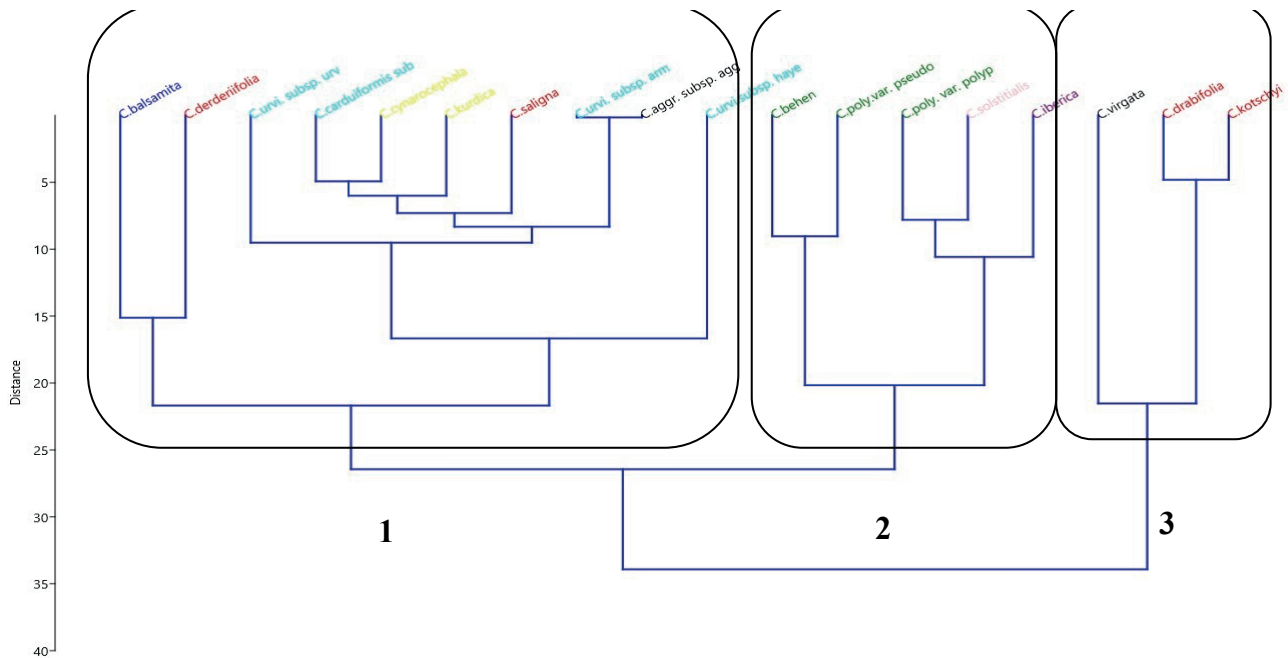 C.balsamita
C.derderiifolia
C.urvi. subsp. urv
C.carduiformis sub
C.cynarocephala
C.kurdica
C.saligna
C.urvi. subsp. arm
C.aggr. subsp. agg
C.urvi.subsp. haye
C.behen
C.poly.var. pseudo
C.poly. var. polyp
C.solstitialis
C.iberica
C.virgata
C.drabifolia
C.kotschyi
5
10
15
20
25
30
35
40
Distance
1
2
3